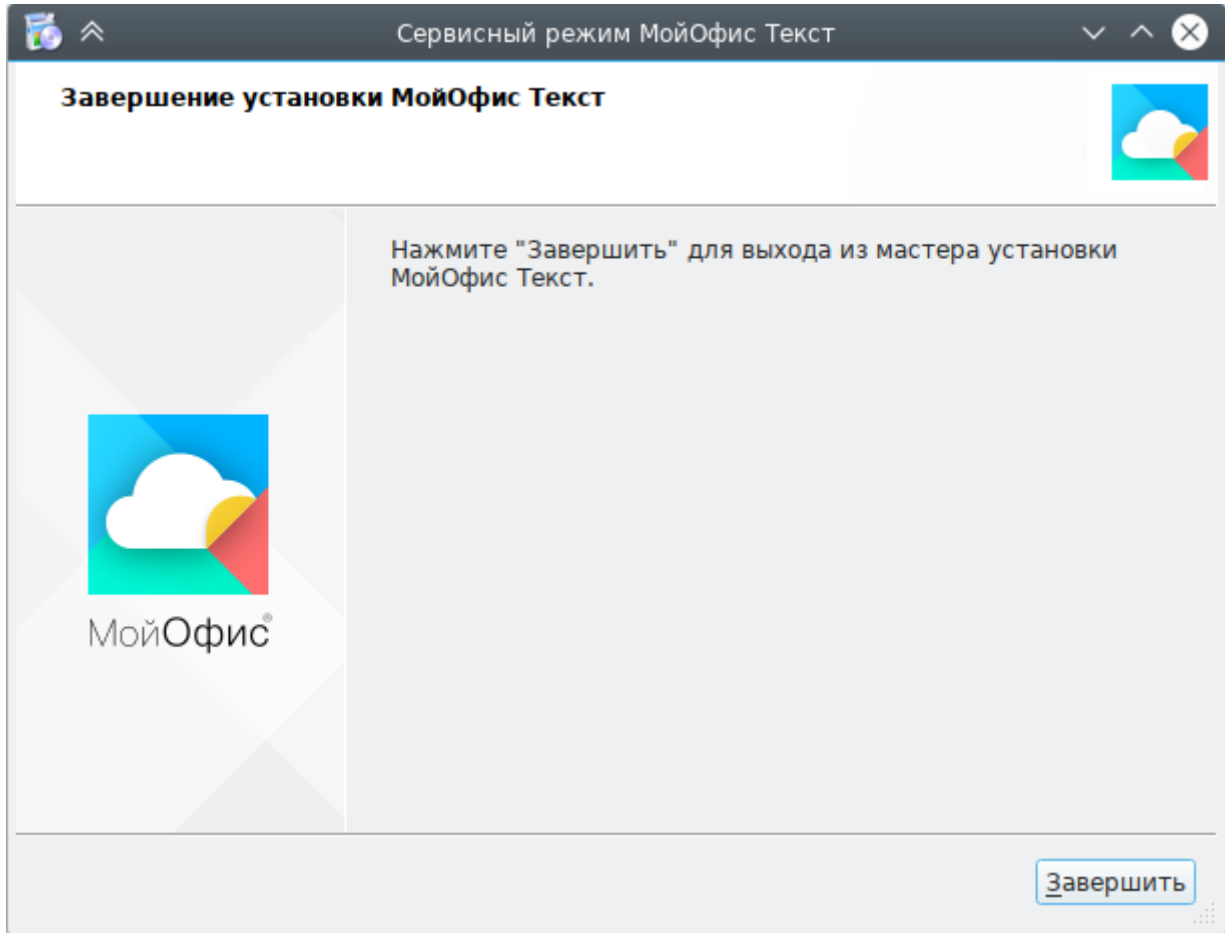 Сервисный режим МойОфис Текст
Завершение установки МойОфис Текст
Нажмите "Завершить" для выхода из мастера установки
МойОфис Текст.
МойОфис®
Завершить